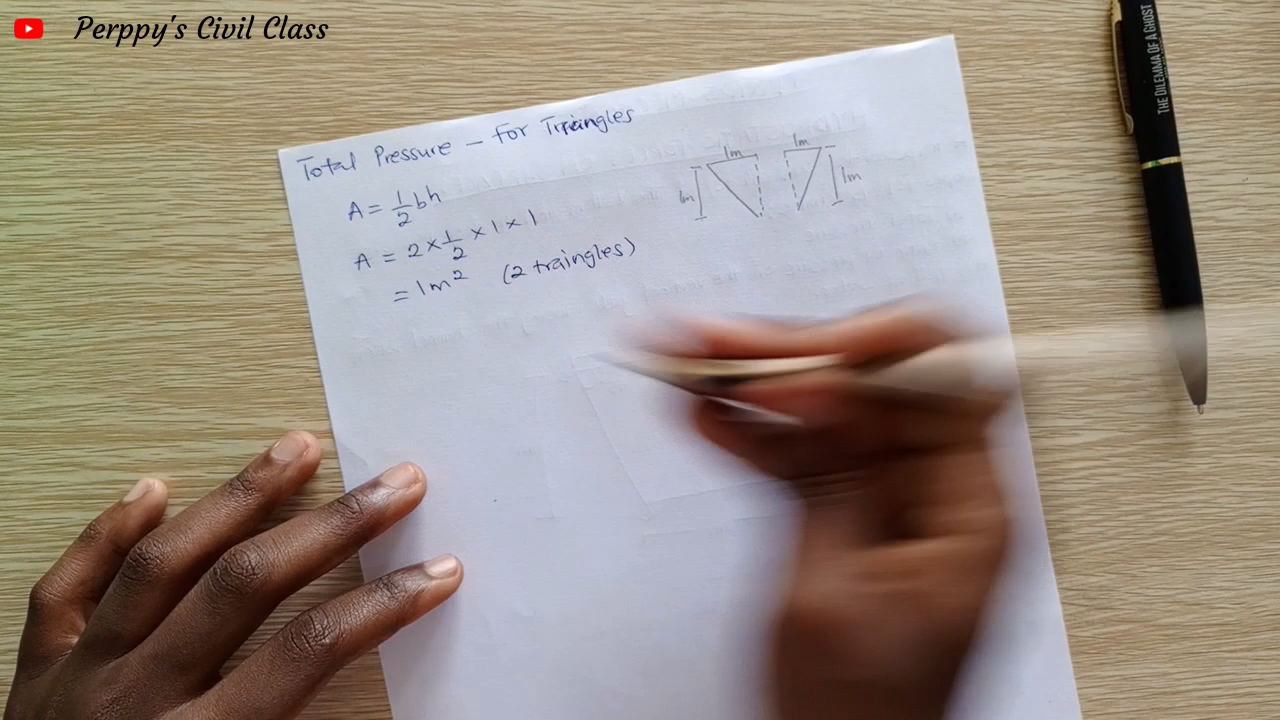 Perppy's Civil Class
Total Pressure – For Triangles
A = 1/2 bh
A = 2 × 1/2 × 1 × 1
= 1m² (2 traingles)
1m
1m
1m
1m
THE DILEMMA OF A GHOST